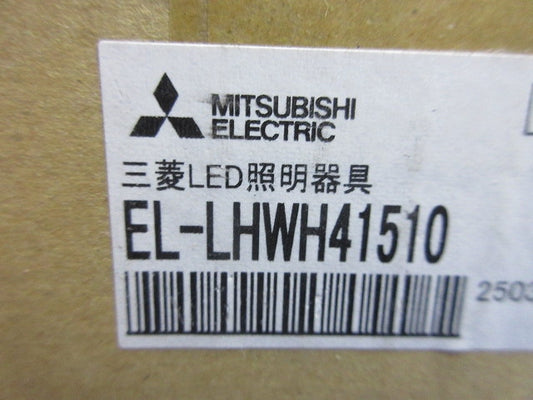 MITSUBISHI
ELECTRIC
三菱LED照明器具
EL-LHWH41510
2503